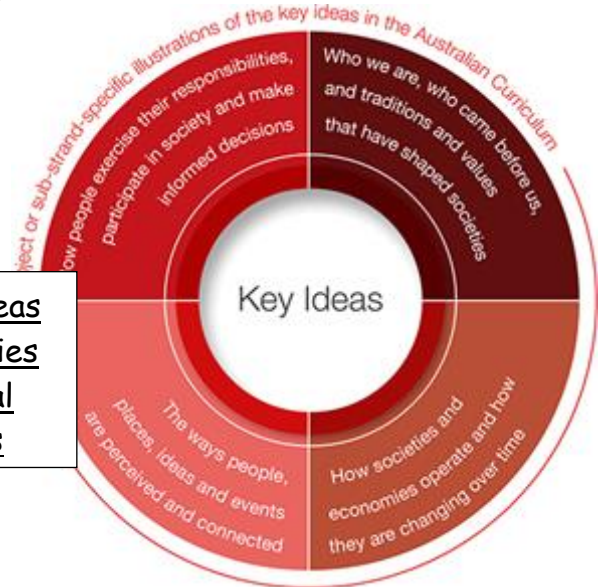 ject or sub-strand-specific illustrations of the key ideas in the Australian Curriculum
ow people exercise their responsibilities,
participate in society and make
informed decisions
Who we are, who came before us,
and traditions and values
that have shaped societies
Key Ideas
eas
ies
al
s
The ways people,
places, ideas and events
are perceived and connected
How societies and
economies operate and how
they are changing over time